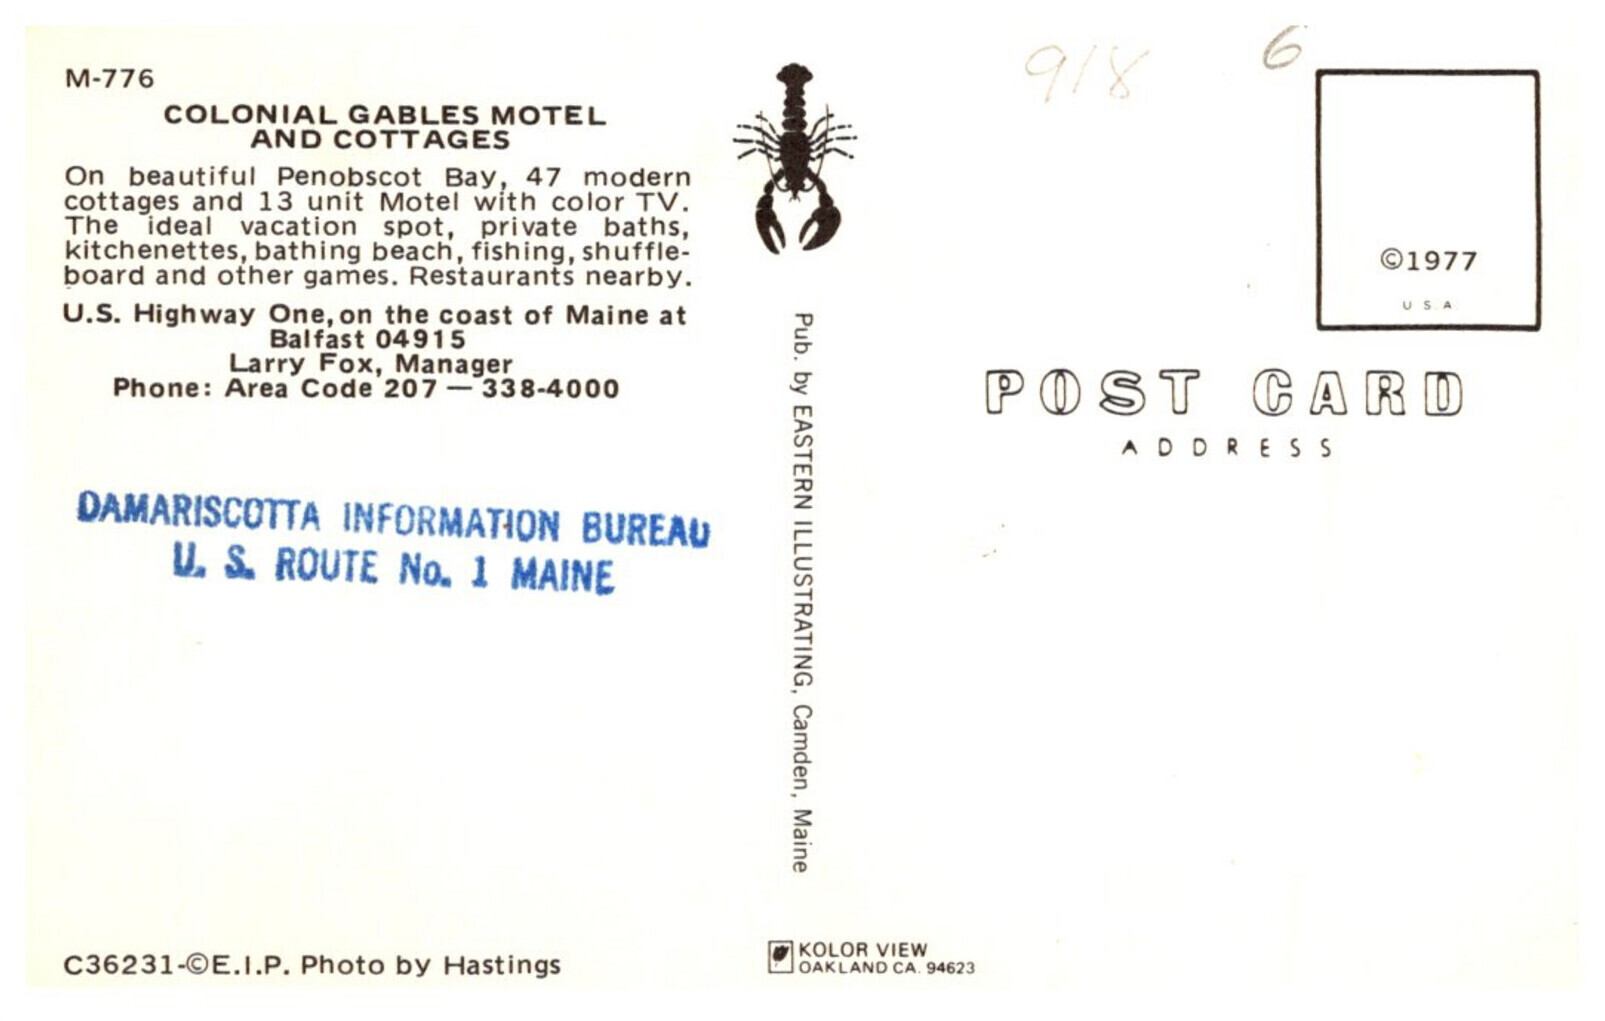 M-776
COLONIAL GABLES MOTEL
AND COTTAGES
On beautiful Penobscot Bay, 47 modern
cottages and 13 unit Motel with color TV.
The ideal vacation spot, private baths,
kitchenettes, bathing beach, fishing, shuffle-
board and other games. Restaurants nearby.
U.S. Highway One, on the coast of Maine at
Balfast 04915
Larry Fox, Manager
Phone: Area Code 207 — 338-4000
DAMARISCOTTA INFORMATION BUREAU
U. S. ROUTE No. 1 MAINE
C36231-©E.I.P. Photo by Hastings
Pub. by EASTERN ILLUSTRATING, Camden, Maine
KOLOR VIEW
OAKLAND CA. 94623
918
6
©1977
U S A
POST CARD
ADDRESS